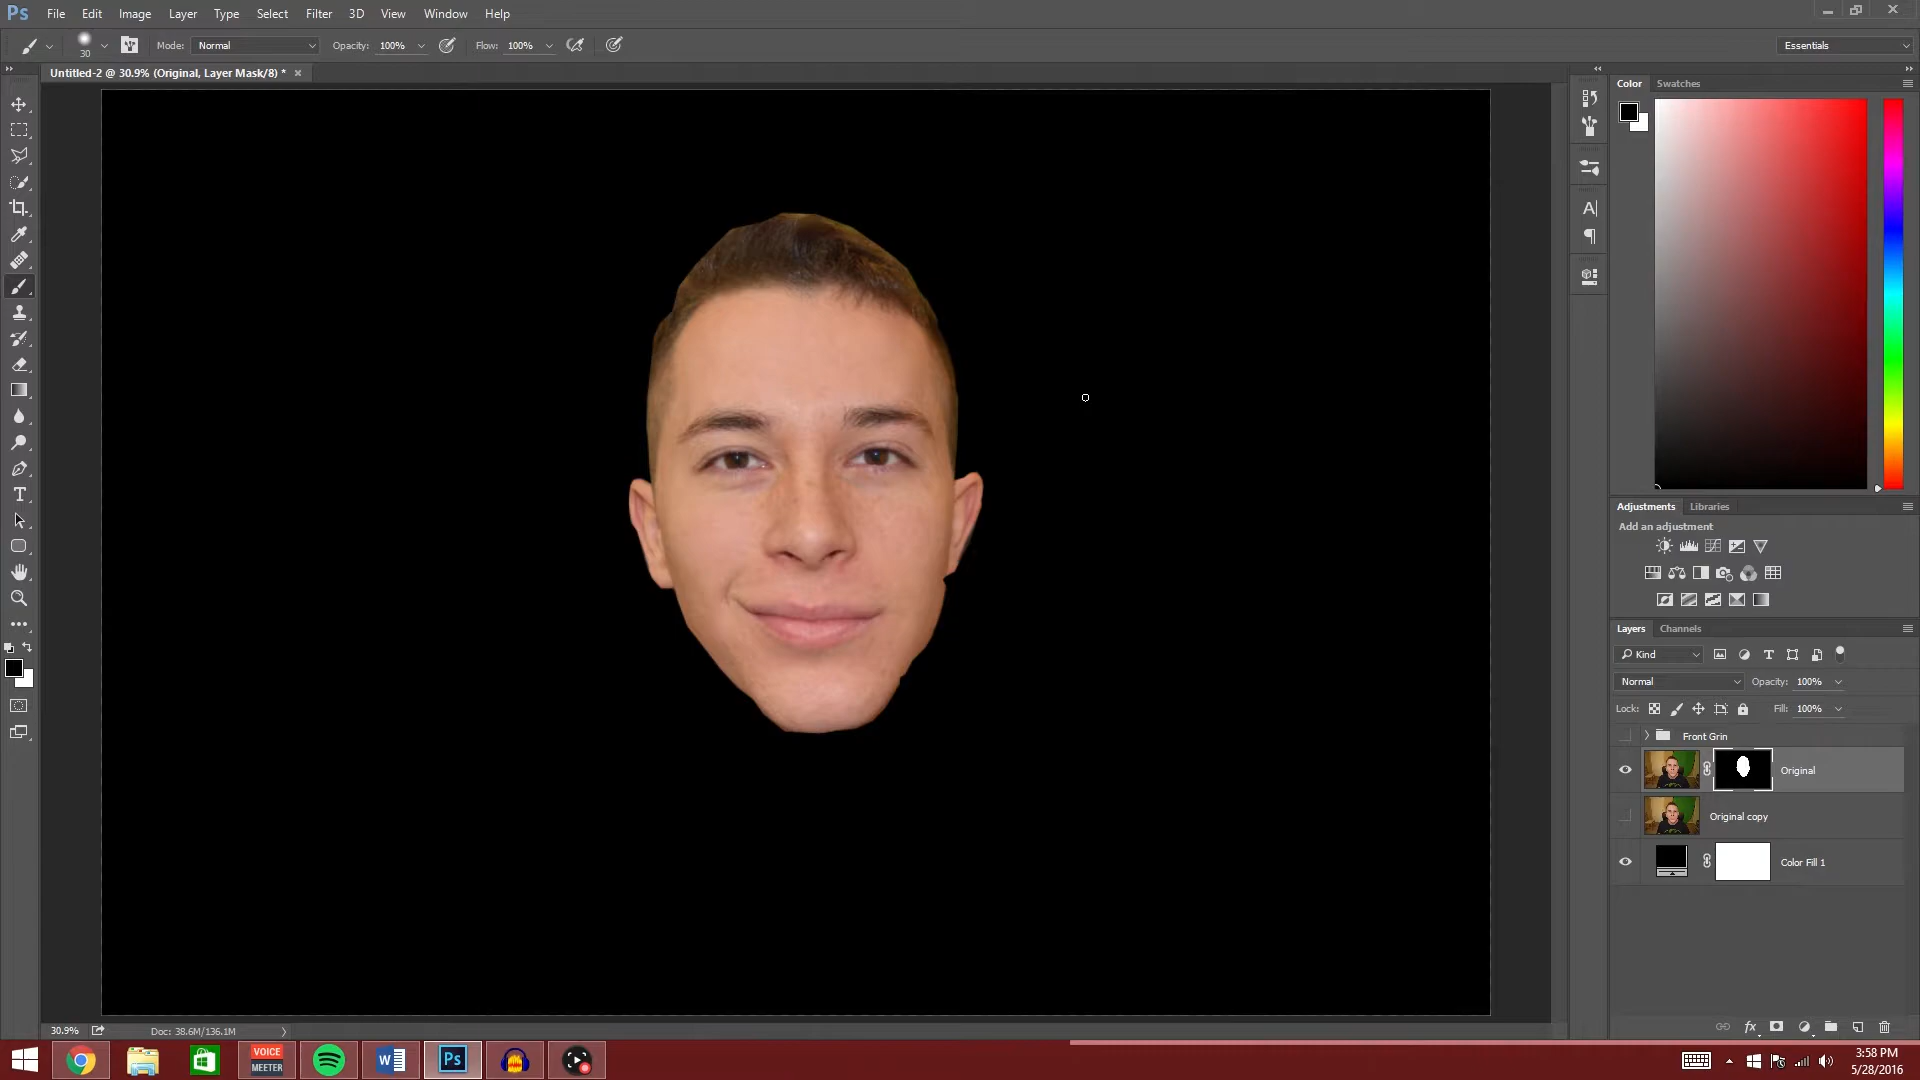 Ps File Edit Image Layer Type Select Filter 3D View Window Help
30 Mode: Normal Opacity: 100% Flow: 100% Essentials
Untitled-2 @ 30.9% (Original, Layer Mask/8) * ×
Color Swatches
Adjustments Libraries
Add an adjustment
Layers Channels
Kind
Normal Opacity: 100%
Lock: Fill: 100%
Front Grin
Original
Original copy
Color Fill 1
30.9% Doc: 38.6M/136.1M
VOICE
MEETER
W
Ps
3:58 PM
5/28/2016